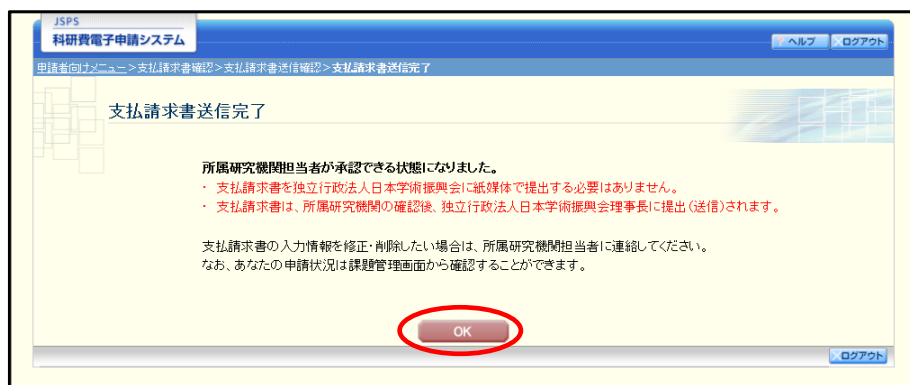 JSPS
科研費電子申請システム
ヘルプ ログアウト
申請者向けメニュー>支払請求書確認>支払請求書送信確認>支払請求書送信完了
支払請求書送信完了
所属研究機関担当者が承認できる状態になりました。
・ 支払請求書を独立行政法人日本学術振興会に紙媒体で提出する必要はありません。
・ 支払請求書は、所属研究機関の確認後、独立行政法人日本学術振興会理事長に提出(送信)されます。
支払請求書の入力情報を修正・削除したい場合は、所属研究機関担当者に連絡してください。
なお、あなたの申請状況は課題管理画面から確認することができます。
OK
ログアウト